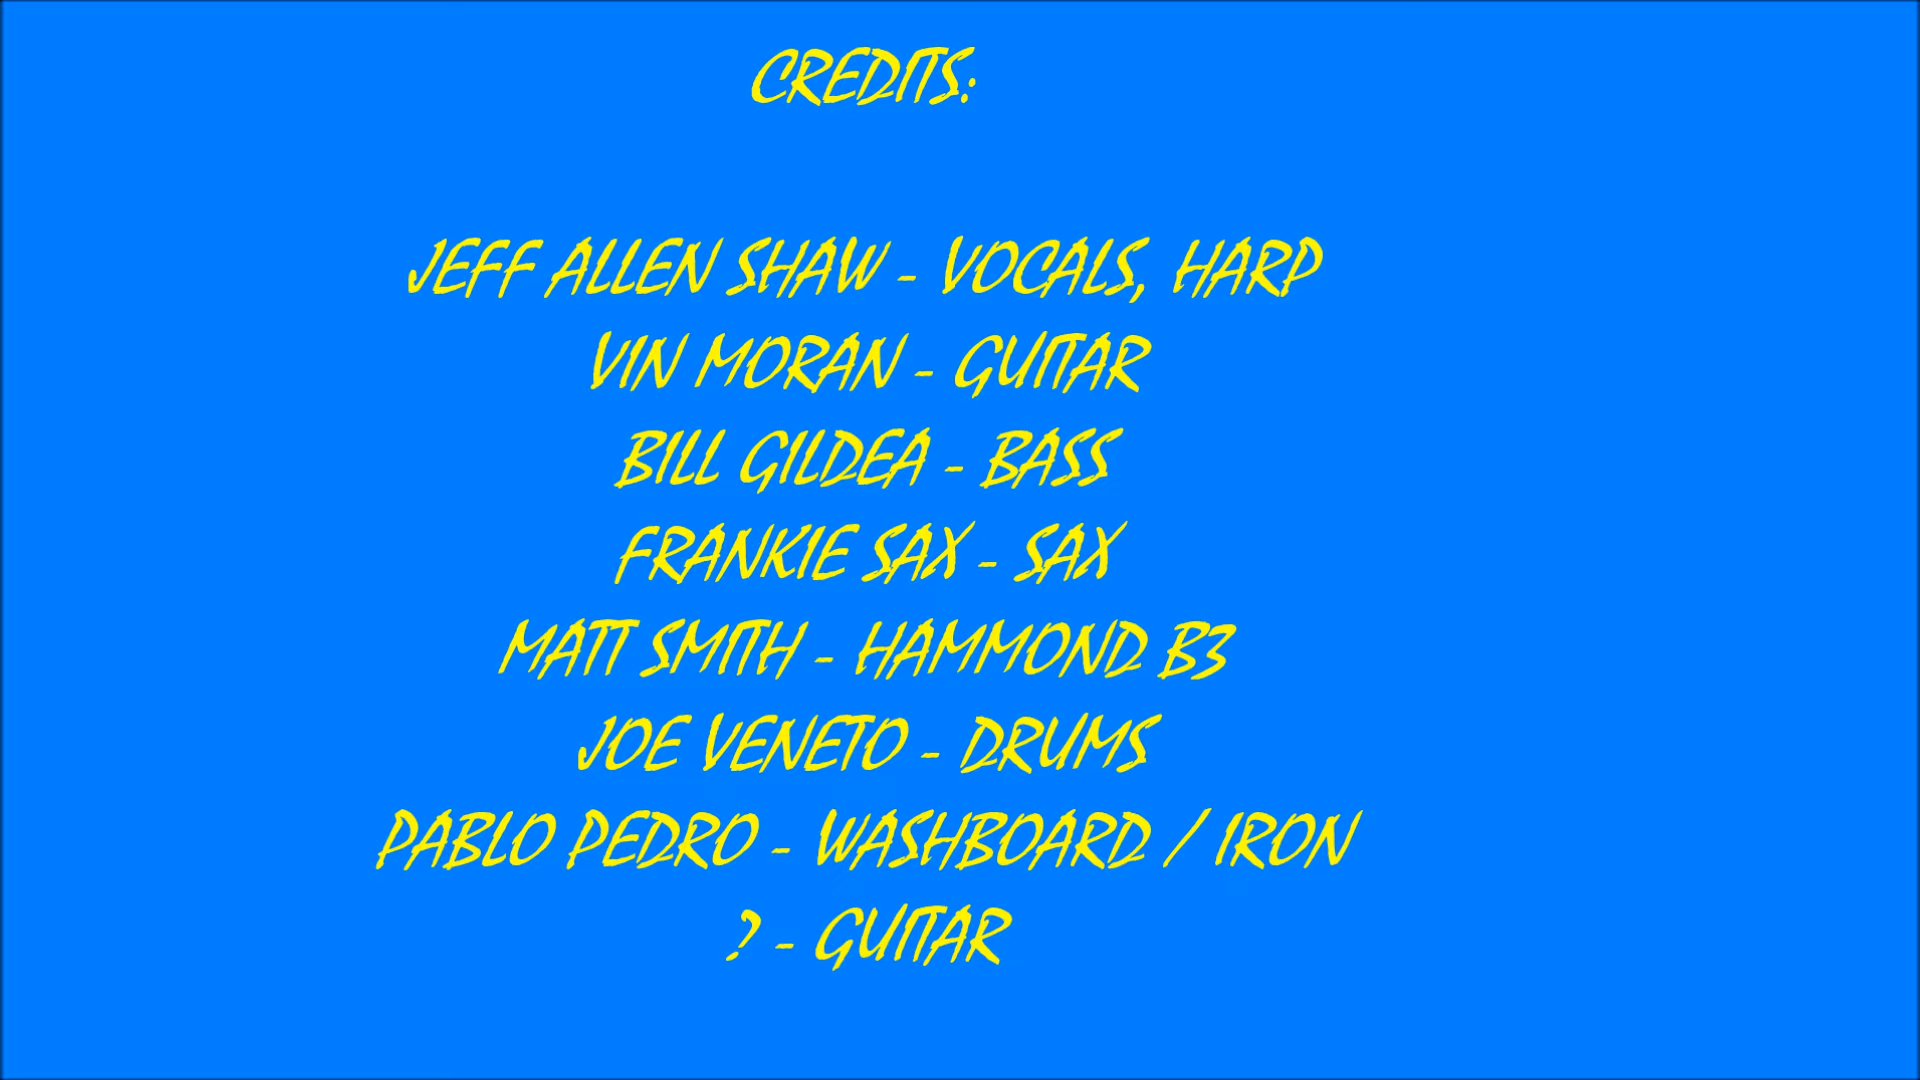 CREDITS:
JEFF ALLEN SHAW - VOCALS, HARP
VIN MORAN - GUITAR
BILL GILDEA - BASS
FRANKIE SAX - SAX
MATT SMITH - HAMMOND B3
JOE VENETO - DRUMS
PABLO PEDRO - WASHBOARD / IRON
? - GUITAR